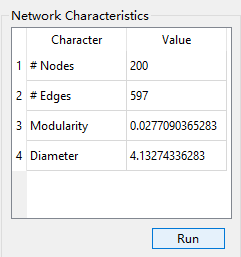 Network Characteristics
Character Value
1 # Nodes 200
2 # Edges 597
3 Modularity 0.0277090365283
4 Diameter 4.13274336283
Run